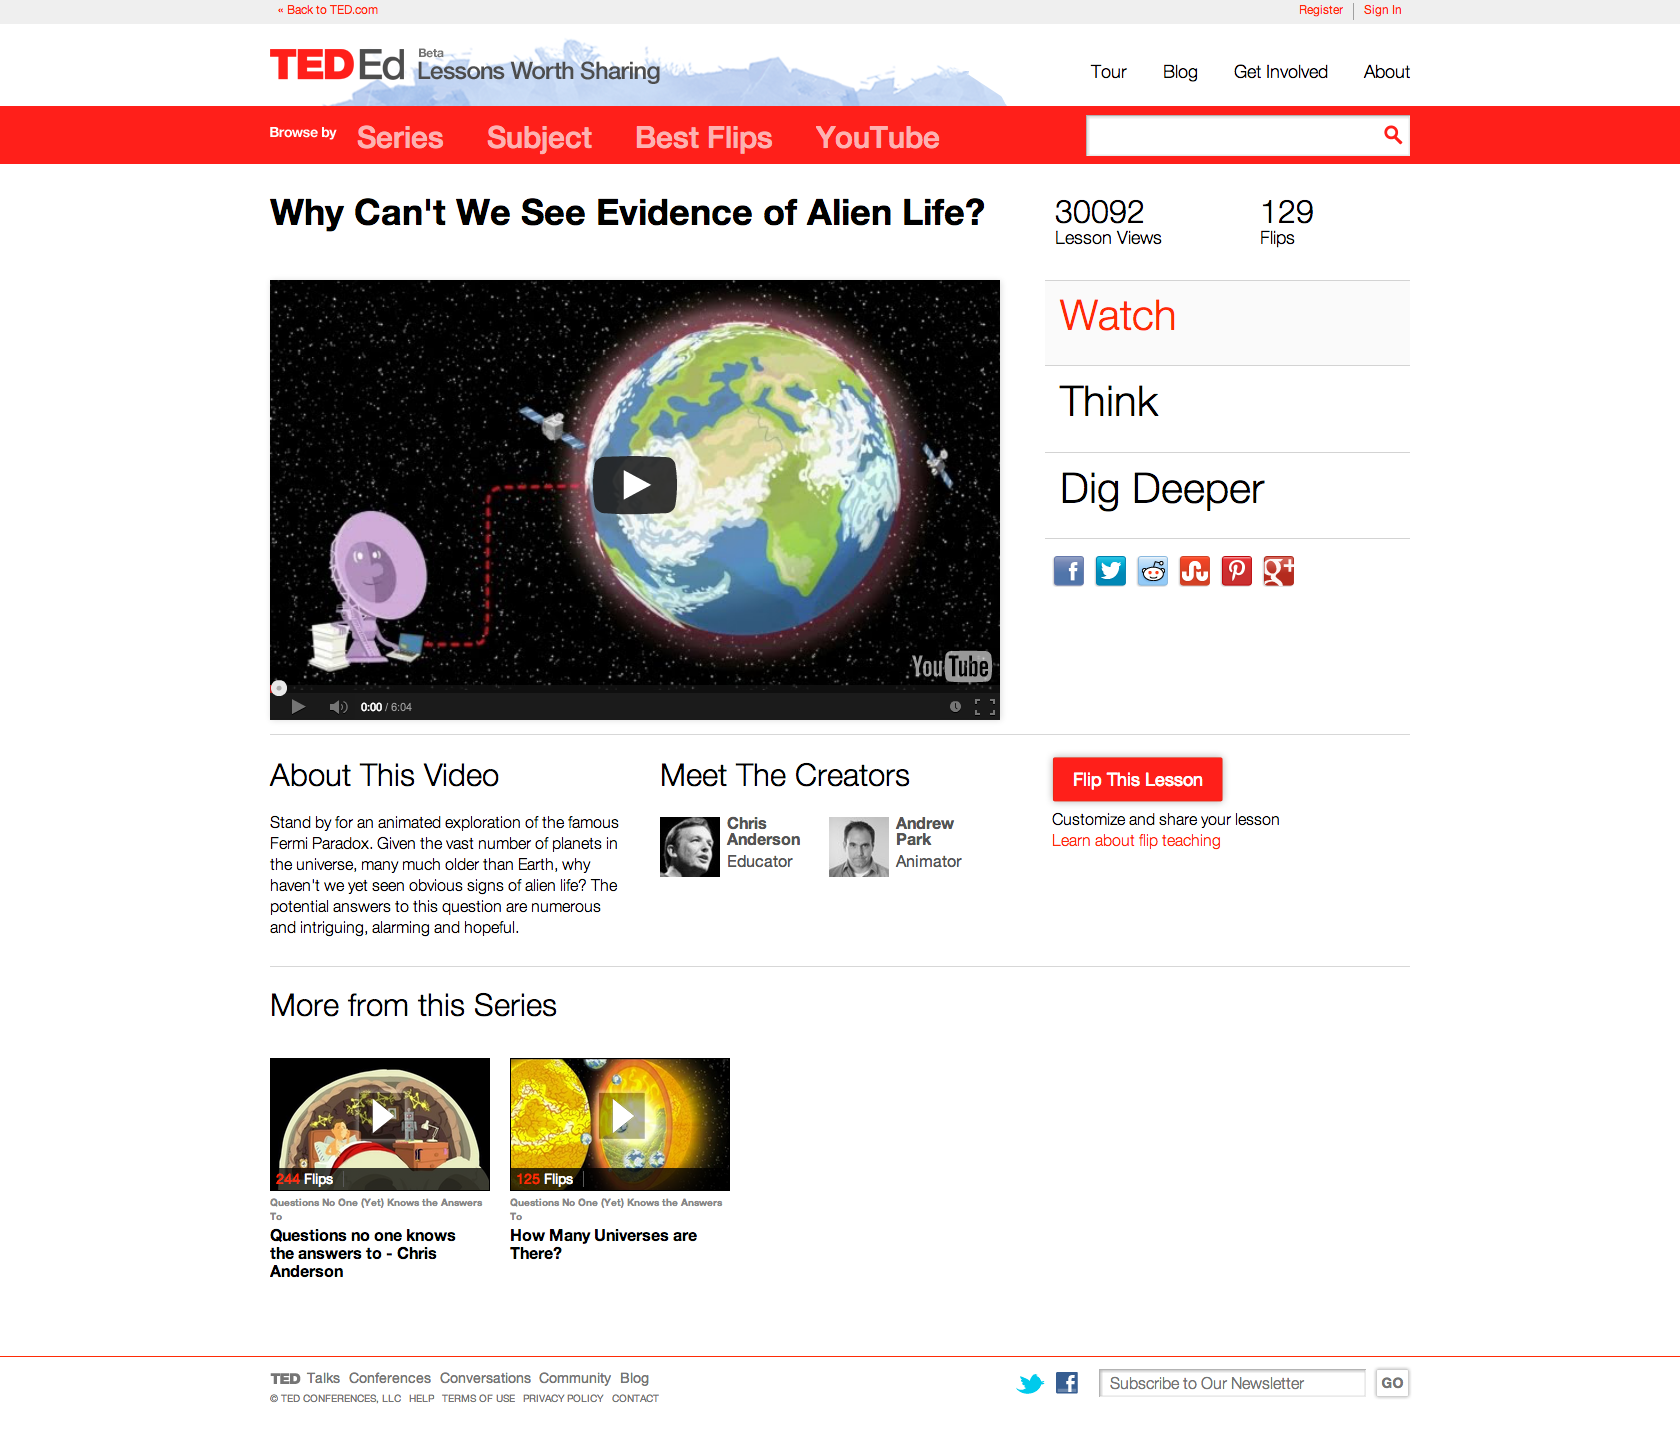 « Back to TED.com
Register
Sign In
TEDEd
Beta
Lessons Worth Sharing
Tour
Blog
Get Involved
About
Browse by
Series
Subject
Best Flips
YouTube
Why Can't We See Evidence of Alien Life?
30092
Lesson Views
129
Flips
YouTube
0:00 / 6:04
Watch
Think
Dig Deeper
About This Video
Stand by for an animated exploration of the famous
Fermi Paradox. Given the vast number of planets in
the universe, many much older than Earth, why
haven't we yet seen obvious signs of alien life? The
potential answers to this question are numerous
and intriguing, alarming and hopeful.
Meet The Creators
Chris
Anderson
Educator
Andrew
Park
Animator
Flip This Lesson
Customize and share your lesson
Learn about flip teaching
More from this Series
244 Flips
Questions No One (Yet) Knows the Answers
To
Questions no one knows
the answers to - Chris
Anderson
125 Flips
Questions No One (Yet) Knows the Answers
To
How Many Universes are
There?
TED Talks Conferences Conversations Community Blog
© TED CONFERENCES, LLC HELP TERMS OF USE PRIVACY POLICY CONTACT
Subscribe to Our Newsletter
GO